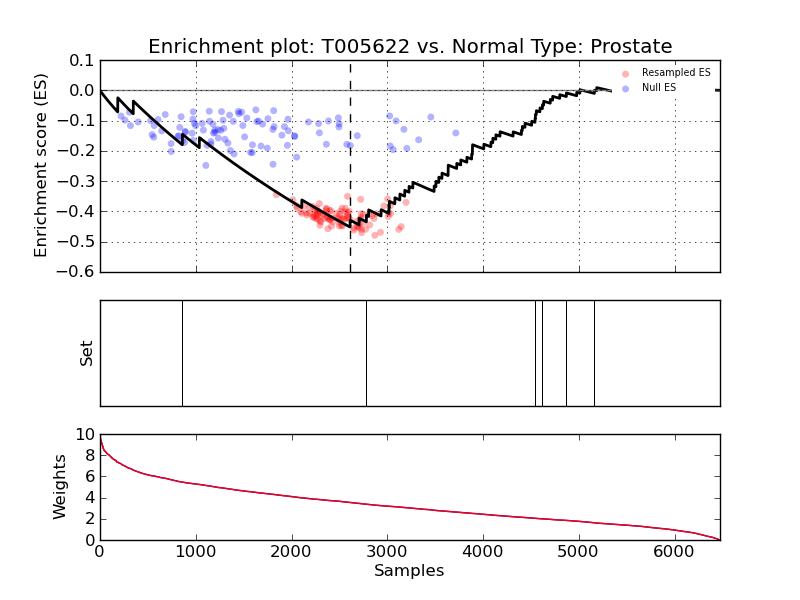 Enrichment plot: T005622 vs. Normal Type: Prostate
Enrichment score (ES)
0.1
0.0
−0.1
−0.2
−0.3
−0.4
−0.5
−0.6
Resampled ES
Null ES
Set
Weights
10
8
6
4
2
0
0 1000 2000 3000 4000 5000 6000
Samples